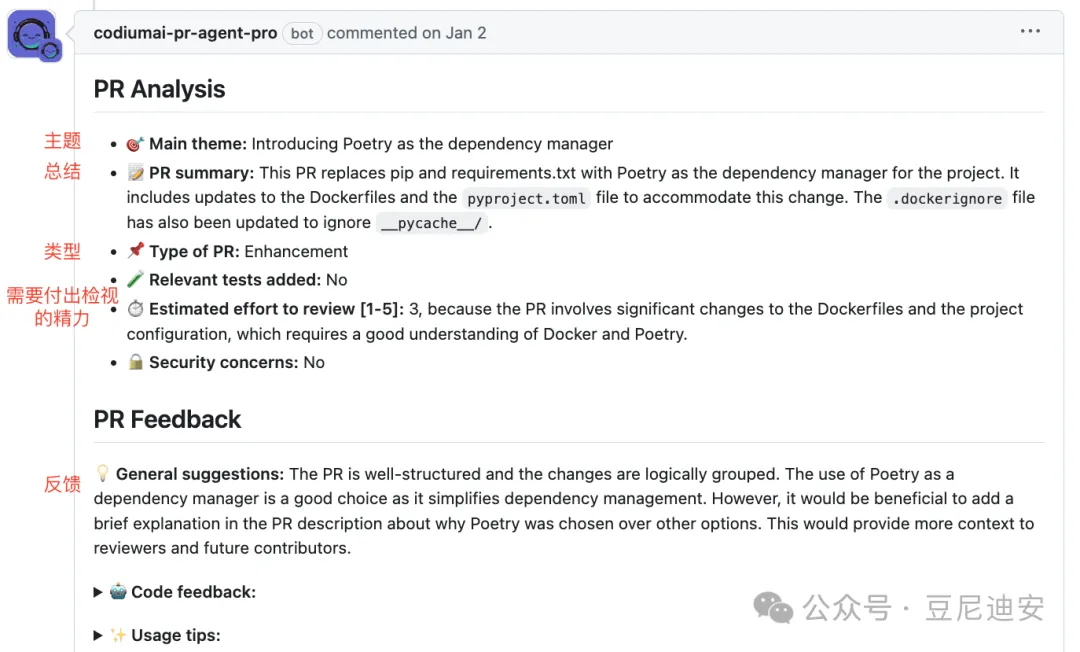 codiumai-pr-agent-pro bot commented on Jan 2
PR Analysis
主题
Main theme: Introducing Poetry as the dependency manager
总结
PR summary: This PR replaces pip and requirements.txt with Poetry as the dependency manager for the project. It
includes updates to the Dockerfiles and the pyproject.toml file to accommodate this change. The .dockerignore file
has also been updated to ignore __pycache__/.
类型
Type of PR: Enhancement
Relevant tests added: No
需要付出检视
的精力
Estimated effort to review [1-5]: 3, because the PR involves significant changes to the Dockerfiles and the project
configuration, which requires a good understanding of Docker and Poetry.
Security concerns: No
PR Feedback
反馈
General suggestions: The PR is well-structured and the changes are logically grouped. The use of Poetry as a
dependency manager is a good choice as it simplifies dependency management. However, it would be beneficial to add a
brief explanation in the PR description about why Poetry was chosen over other options. This would provide more context to
reviewers and future contributors.
Code feedback:
公众号 · 豆尼迪安
Usage tips: